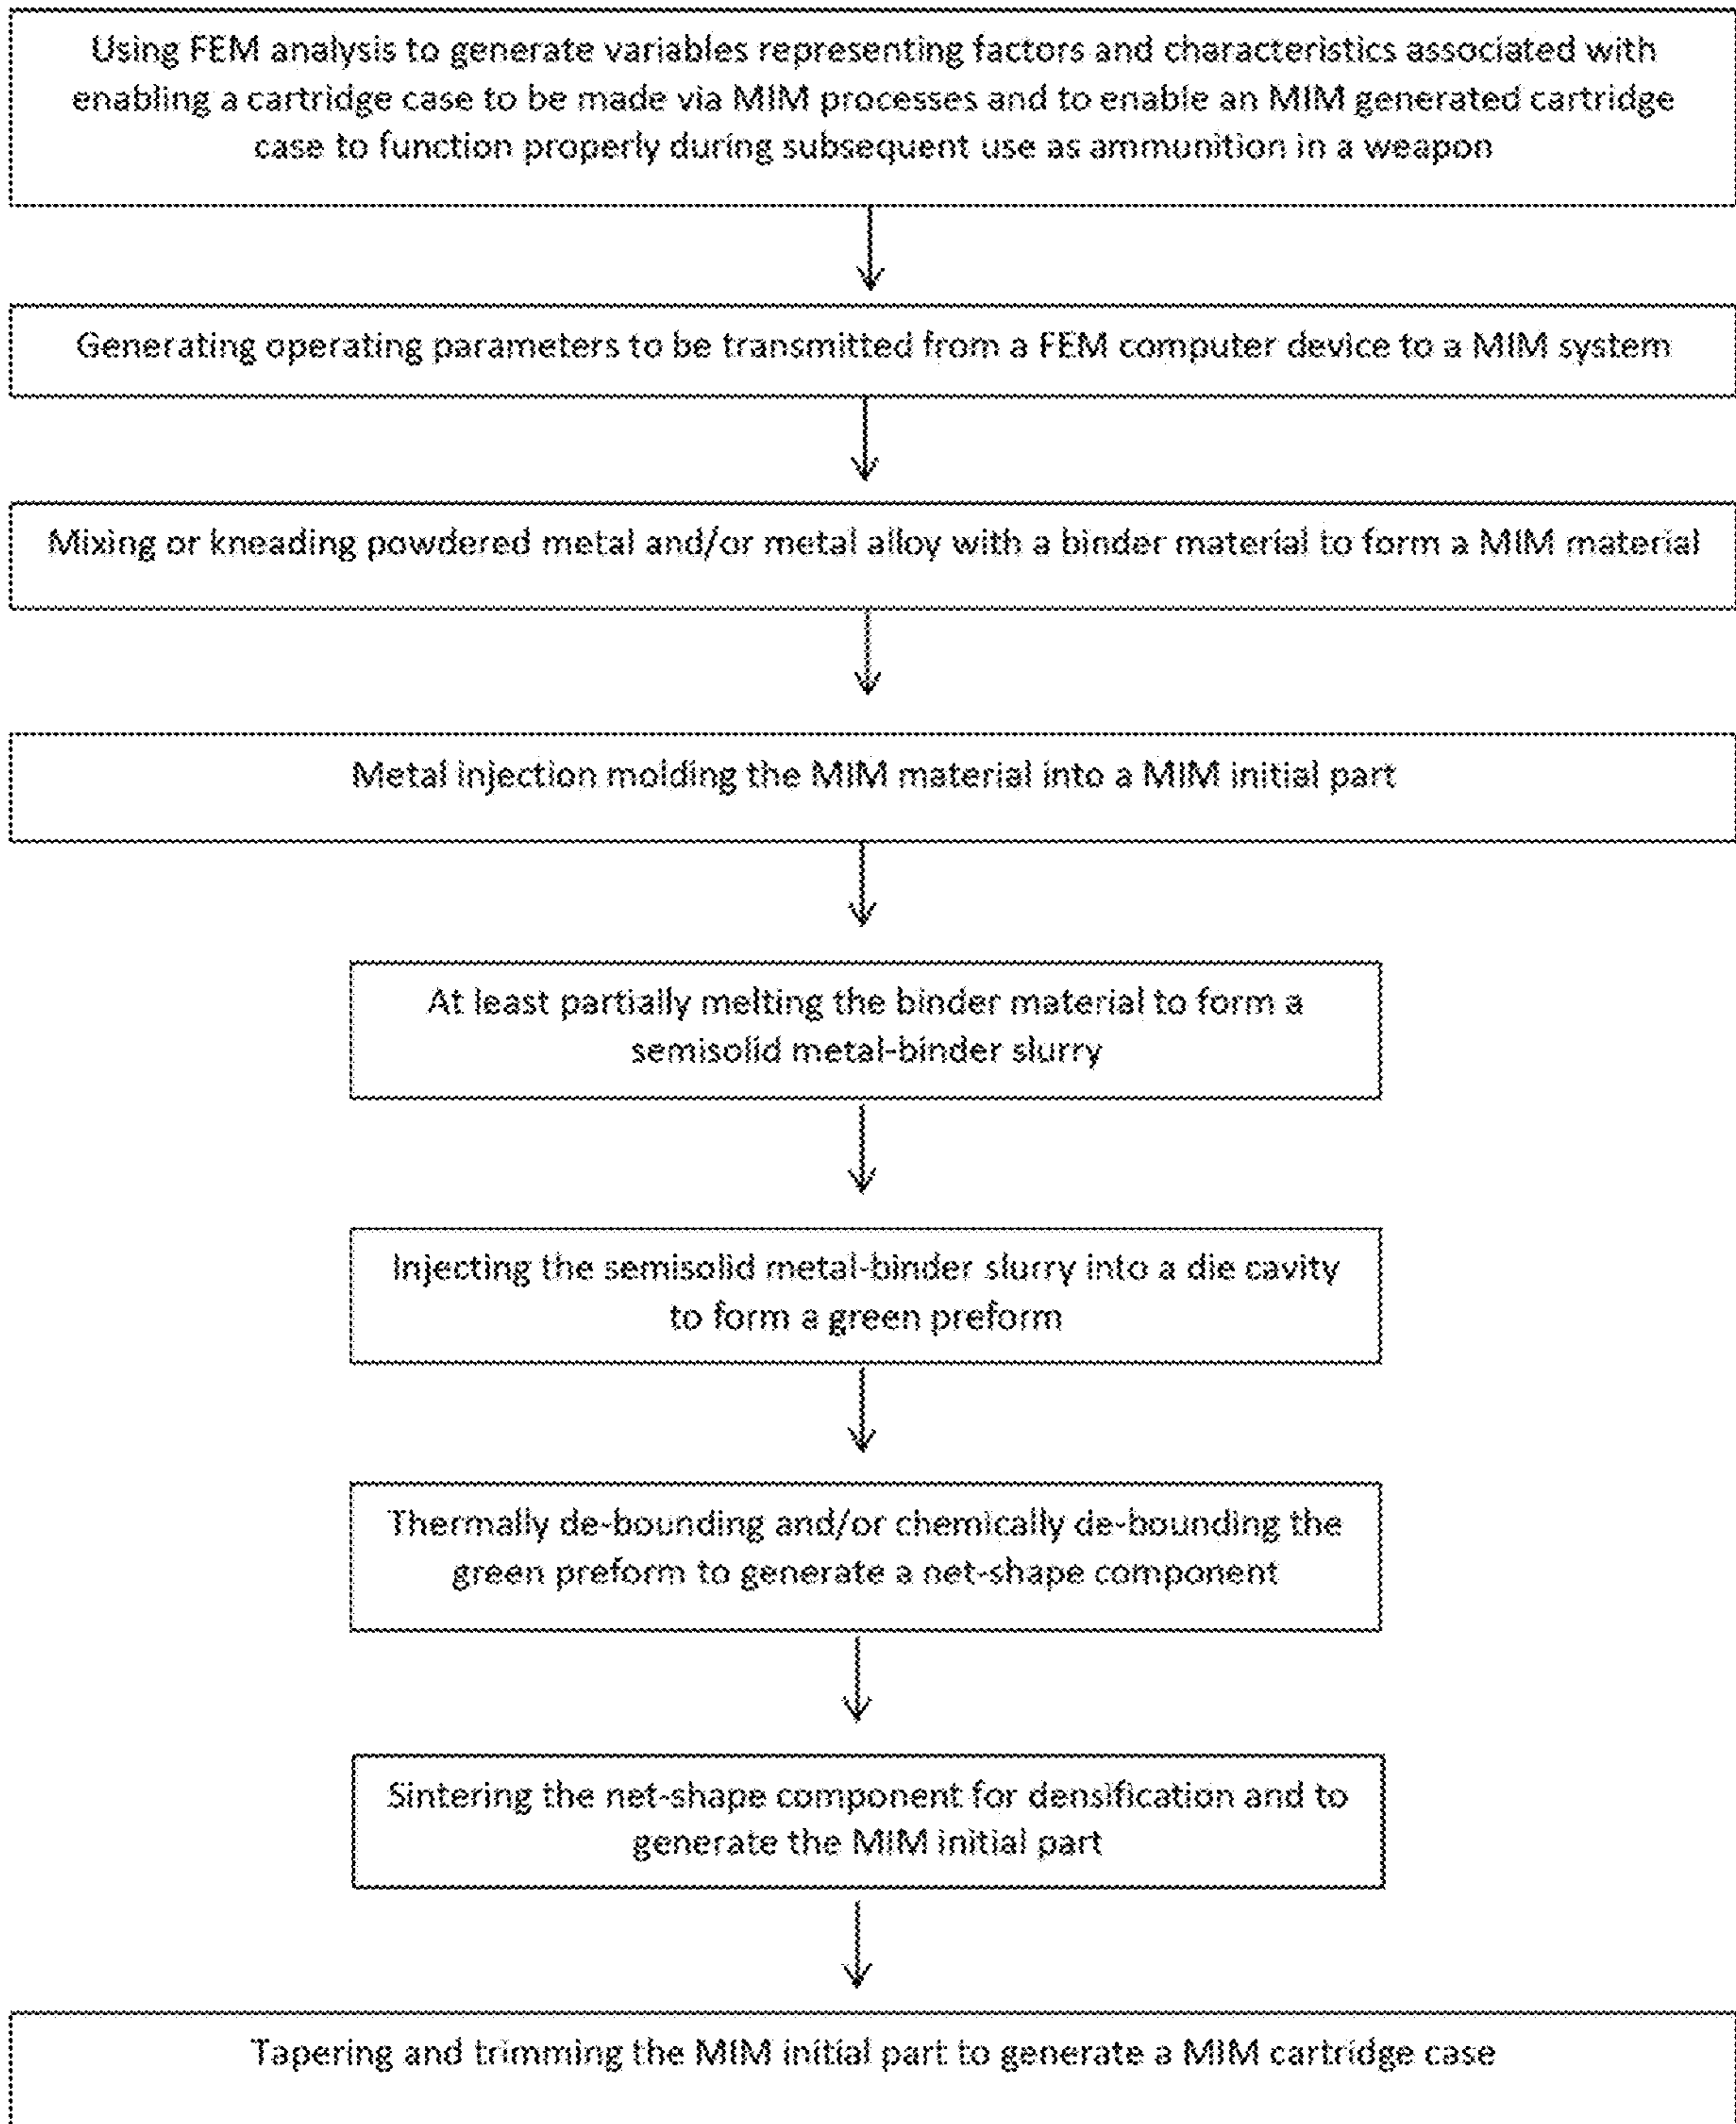 Using FEM analysis to generate variables representing factors and characteristics associated with
enabling a cartridge case to be made via MIM processes and to enable an MIM generated cartridge
case to function properly during subsequent use as ammunition in a weapon
Generating operating parameters to be transmitted from a FEM computer device to a MIM system
Mixing or kneading powdered metal and/or metal alloy with a binder material to form a MIM material
Metal injection molding the MIM material into a MIM initial part
At least partially melting the binder material to form a
semisolid metal-binder slurry
Injecting the semisolid metal-binder slurry into a die cavity
to form a green preform
Thermally de-bounding and/or chemically de-bounding the
green preform to generate a net-shape component
Sintering the net-shape component for densification and to
generate the MIM initial part
Tapering and trimming the MIM initial part to generate a MIM cartridge case